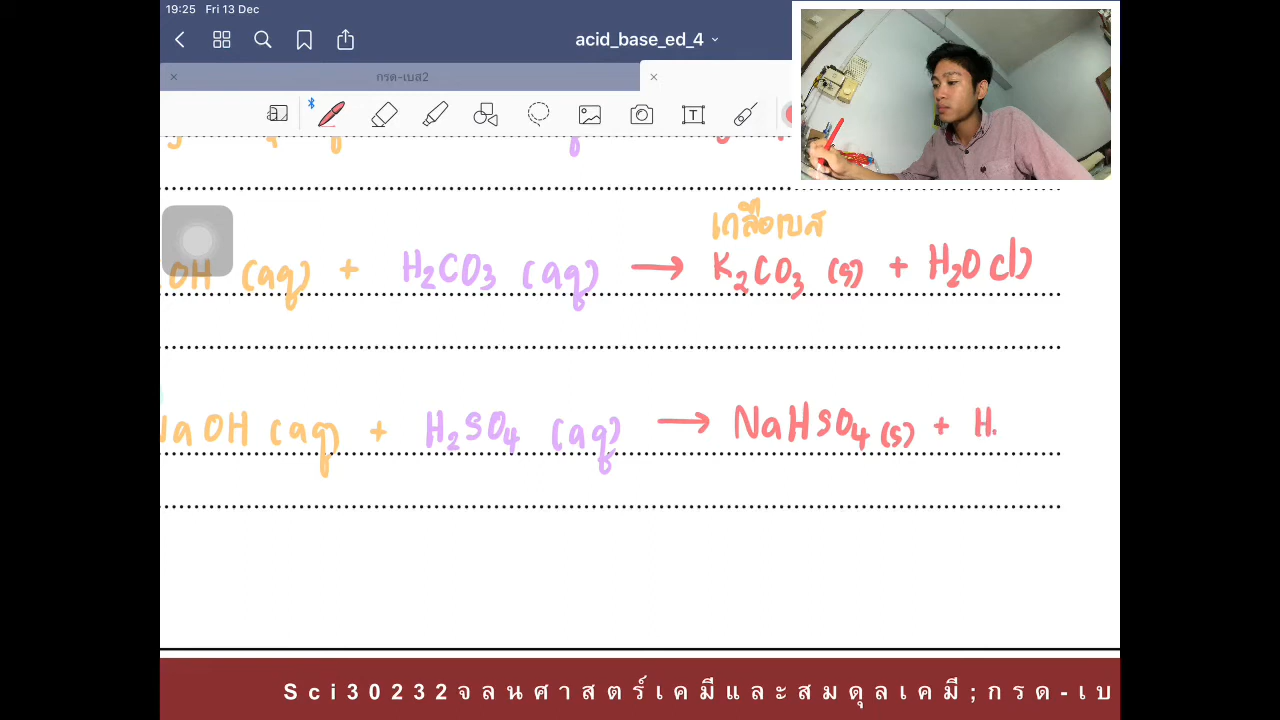 19:25 Fri 13 Dec
acid_base_ed_4
กรด-เบส2
เกลือเบส
OH (aq) + H₂CO₃ (aq) → K₂CO₃ (s) + H₂O (l)
NaOH (aq) + H₂SO₄ (aq) → NaHSO₄ (s) + H
Sci30232จลนศาสตร์เคมีและสมดุลเคมี;กรด-เบ